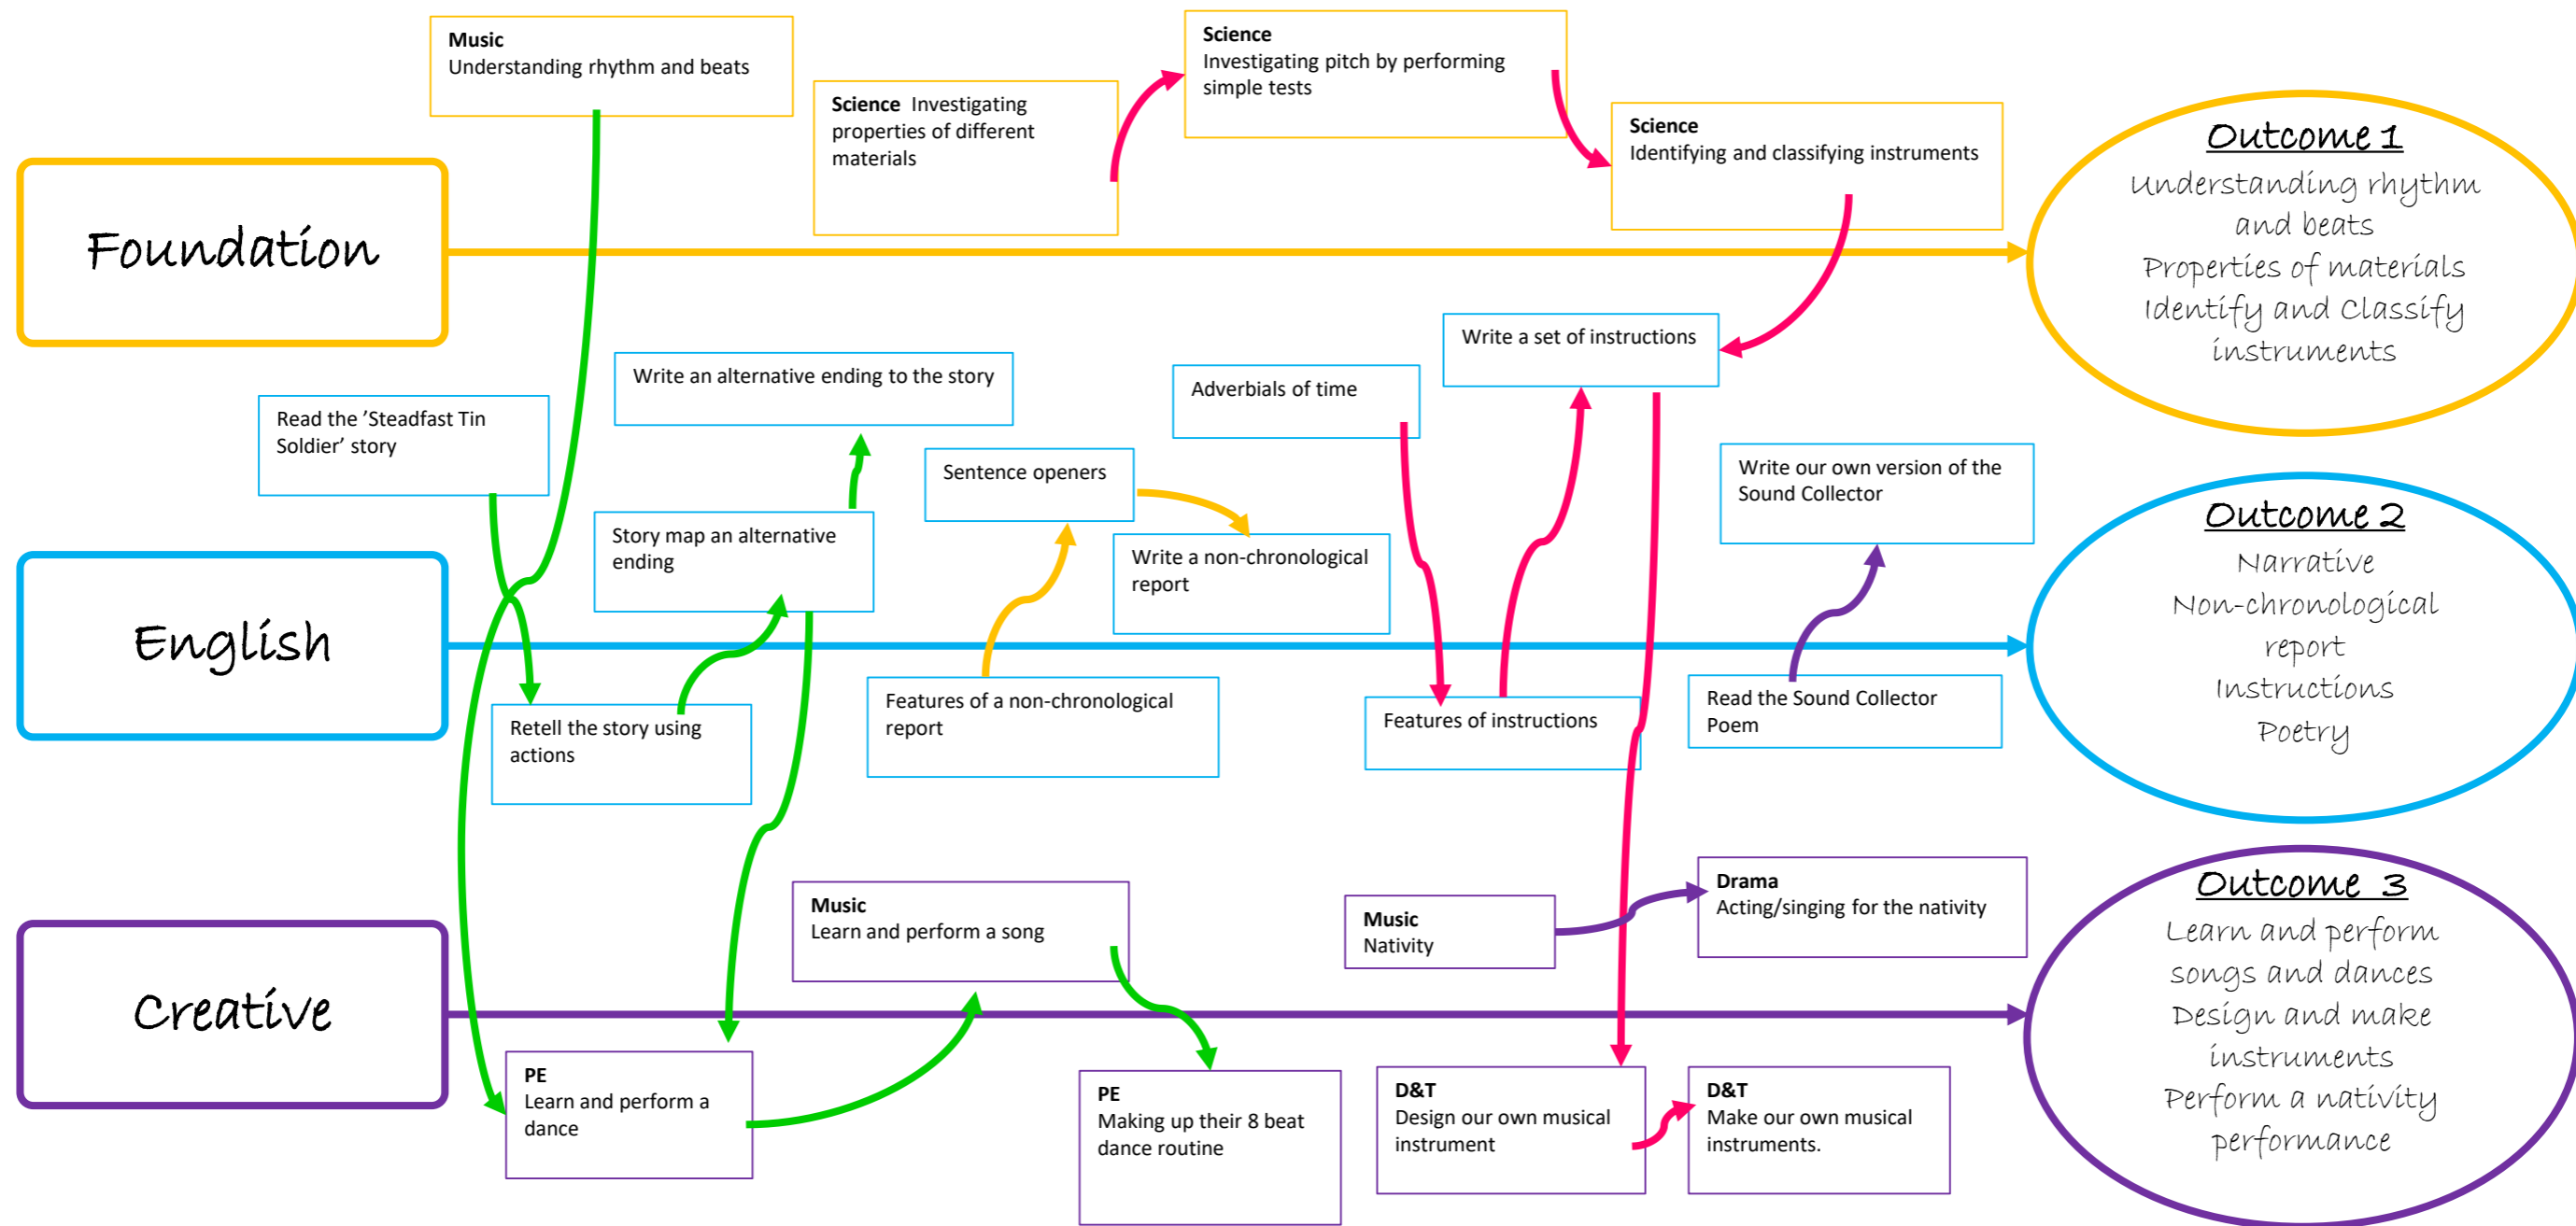 Music
Understanding rhythm and beats
Science Investigating
properties of different
materials
Science
Investigating pitch by performing
simple tests
Science
Identifying and classifying instruments
Foundation
Outcome 1
Understanding rhythm
and beats
Properties of materials
Identify and Classify
instruments
Read the ’Steadfast Tin
Soldier’ story
Write an alternative ending to the story
Story map an alternative
ending
Sentence openers
Write a non-chronological
report
Adverbials of time
Write a set of instructions
Write our own version of the
Sound Collector
English
Retell the story using
actions
Features of a non-chronological
report
Features of instructions
Read the Sound Collector
Poem
Outcome 2
Narrative
Non-chronological
report
Instructions
Poetry
Creative
Music
Learn and perform a song
Music
Nativity
Drama
Acting/singing for the nativity
PE
Learn and perform a
dance
PE
Making up their 8 beat
dance routine
D&T
Design our own musical
instrument
D&T
Make our own musical
instruments.
Outcome 3
Learn and perform
songs and dances
Design and make
instruments
Perform a nativity
performance